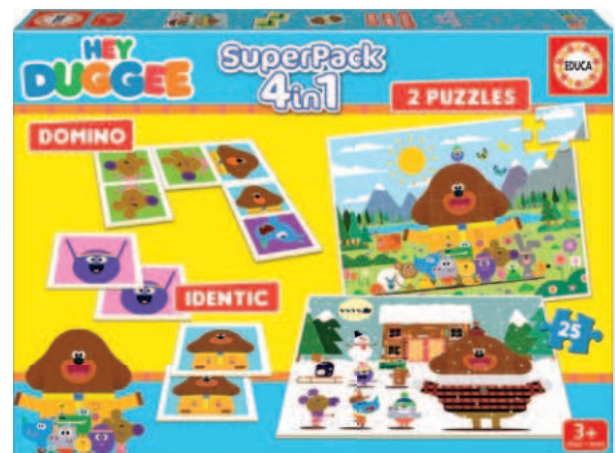 HEY
DUGGEE
SuperPack
4in1
EDUCA
2 PUZZLES
DOMINO
IDENTIC
25
3+